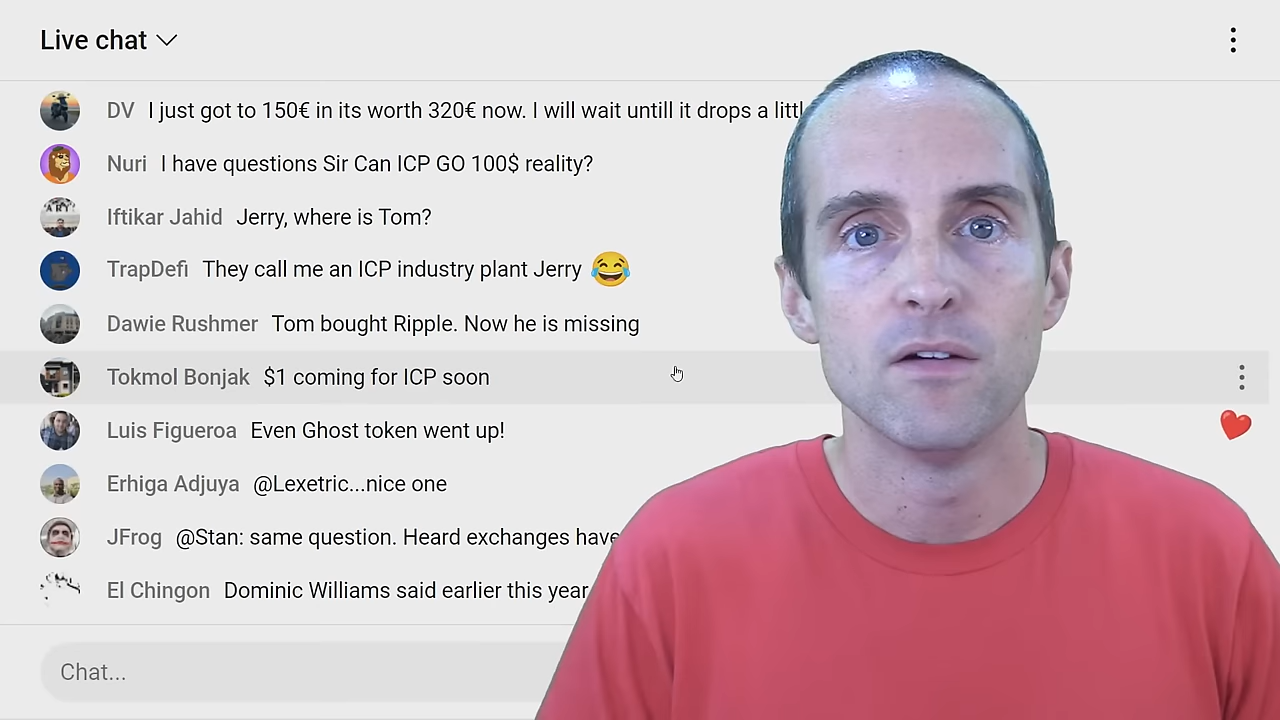 Live chat
DV I just got to 150€ in its worth 320€ now. I will wait untill it drops a littl
Nuri I have questions Sir Can ICP GO 100$ reality?
Iftikar Jahid Jerry, where is Tom?
TrapDefi They call me an ICP industry plant Jerry 😂
Dawie Rushmer Tom bought Ripple. Now he is missing
Tokmol Bonjak $1 coming for ICP soon
Luis Figueroa Even Ghost token went up!
Erhiga Adjuya @Lexetric...nice one
JFrog @Stan: same question. Heard exchanges have
El Chingon Dominic Williams said earlier this year
Chat...